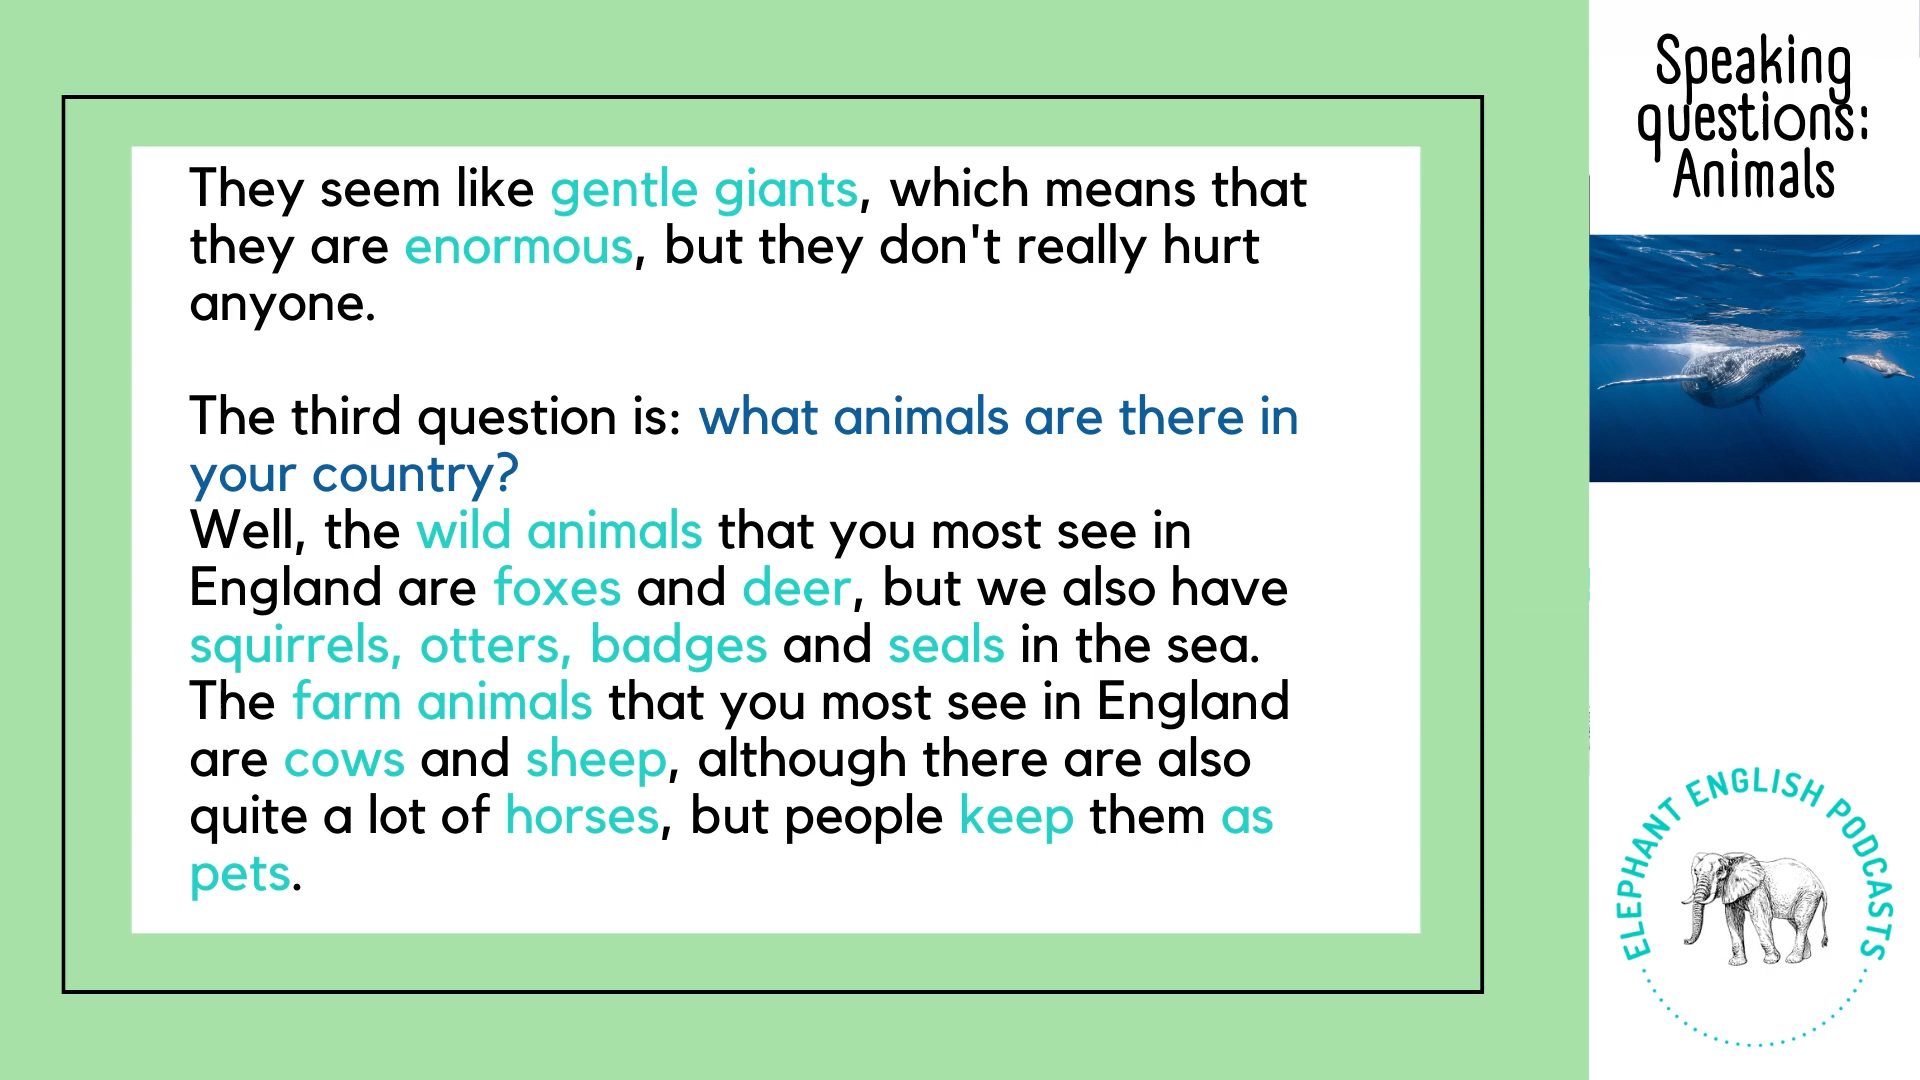 They seem like gentle giants, which means that
they are enormous, but they don't really hurt
anyone.
The third question is: what animals are there in
your country?
Well, the wild animals that you most see in
England are foxes and deer, but we also have
squirrels, otters, badges and seals in the sea.
The farm animals that you most see in England
are cows and sheep, although there are also
quite a lot of horses, but people keep them as
pets.
Speaking
questions:
Animals
ELEPHANT ENGLISH PODCASTS